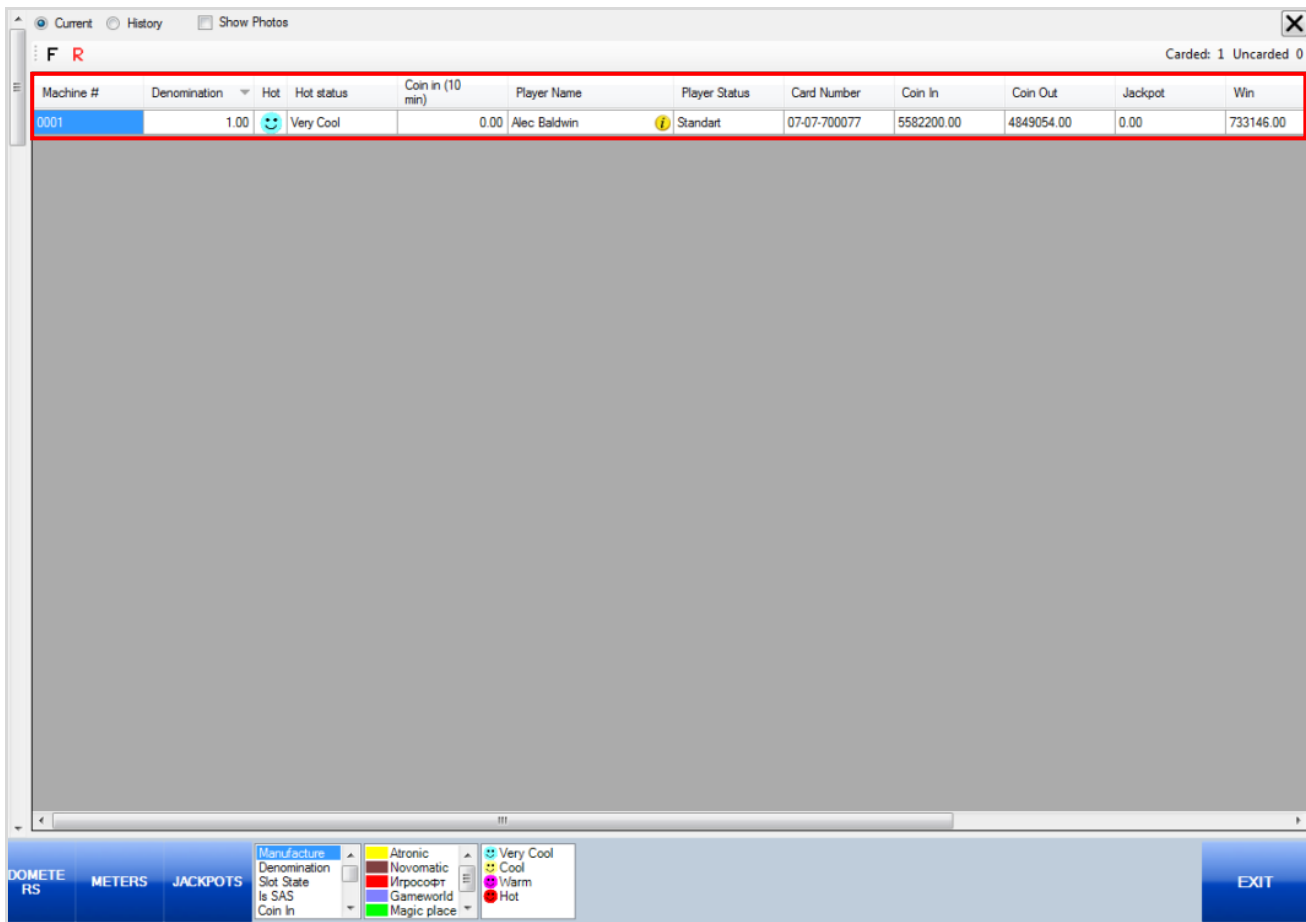 Current History Show Photos
F R Carded: 1 Uncarded 0
Machine # Denomination Hot Hot status Coin in (10 min) Player Name Player Status Card Number Coin In Coin Out Jackpot Win
0001 1.00 Very Cool 0.00 Alec Baldwin i Standart 07-07-700077 5582200.00 4849054.00 0.00 733146.00
DOMETE
RS
METERS
JACKPOTS
Manufacture
Denomination
Slot State
Is SAS
Coin In
Atronic
Novomatic
Игрософт
Gameworld
Magic place
Very Cool
Cool
Warm
Hot
EXIT